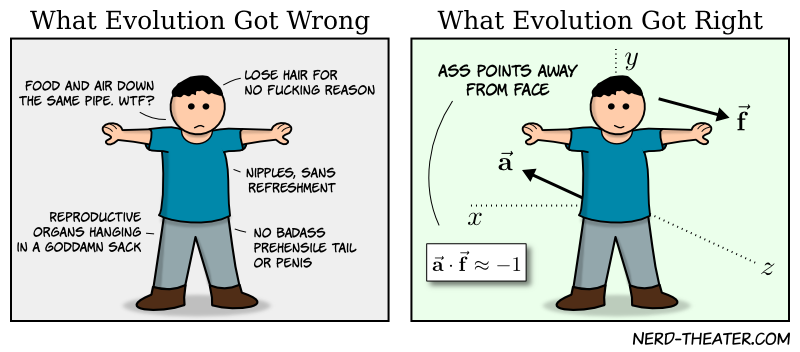 What Evolution Got Wrong
FOOD AND AIR DOWN
THE SAME PIPE. WTF?
LOSE HAIR FOR
NO FUCKING REASON
NIPPLES, SANS
REFRESHMENT
REPRODUCTIVE
ORGANS HANGING
IN A GODDAMN SACK
NO BADASS
PREHENSILE TAIL
OR PENIS
What Evolution Got Right
ASS POINTS AWAY
FROM FACE
y
f⃗
a⃗
x
z
a⃗ · f⃗ ≈ −1
NERD-THEATER.COM